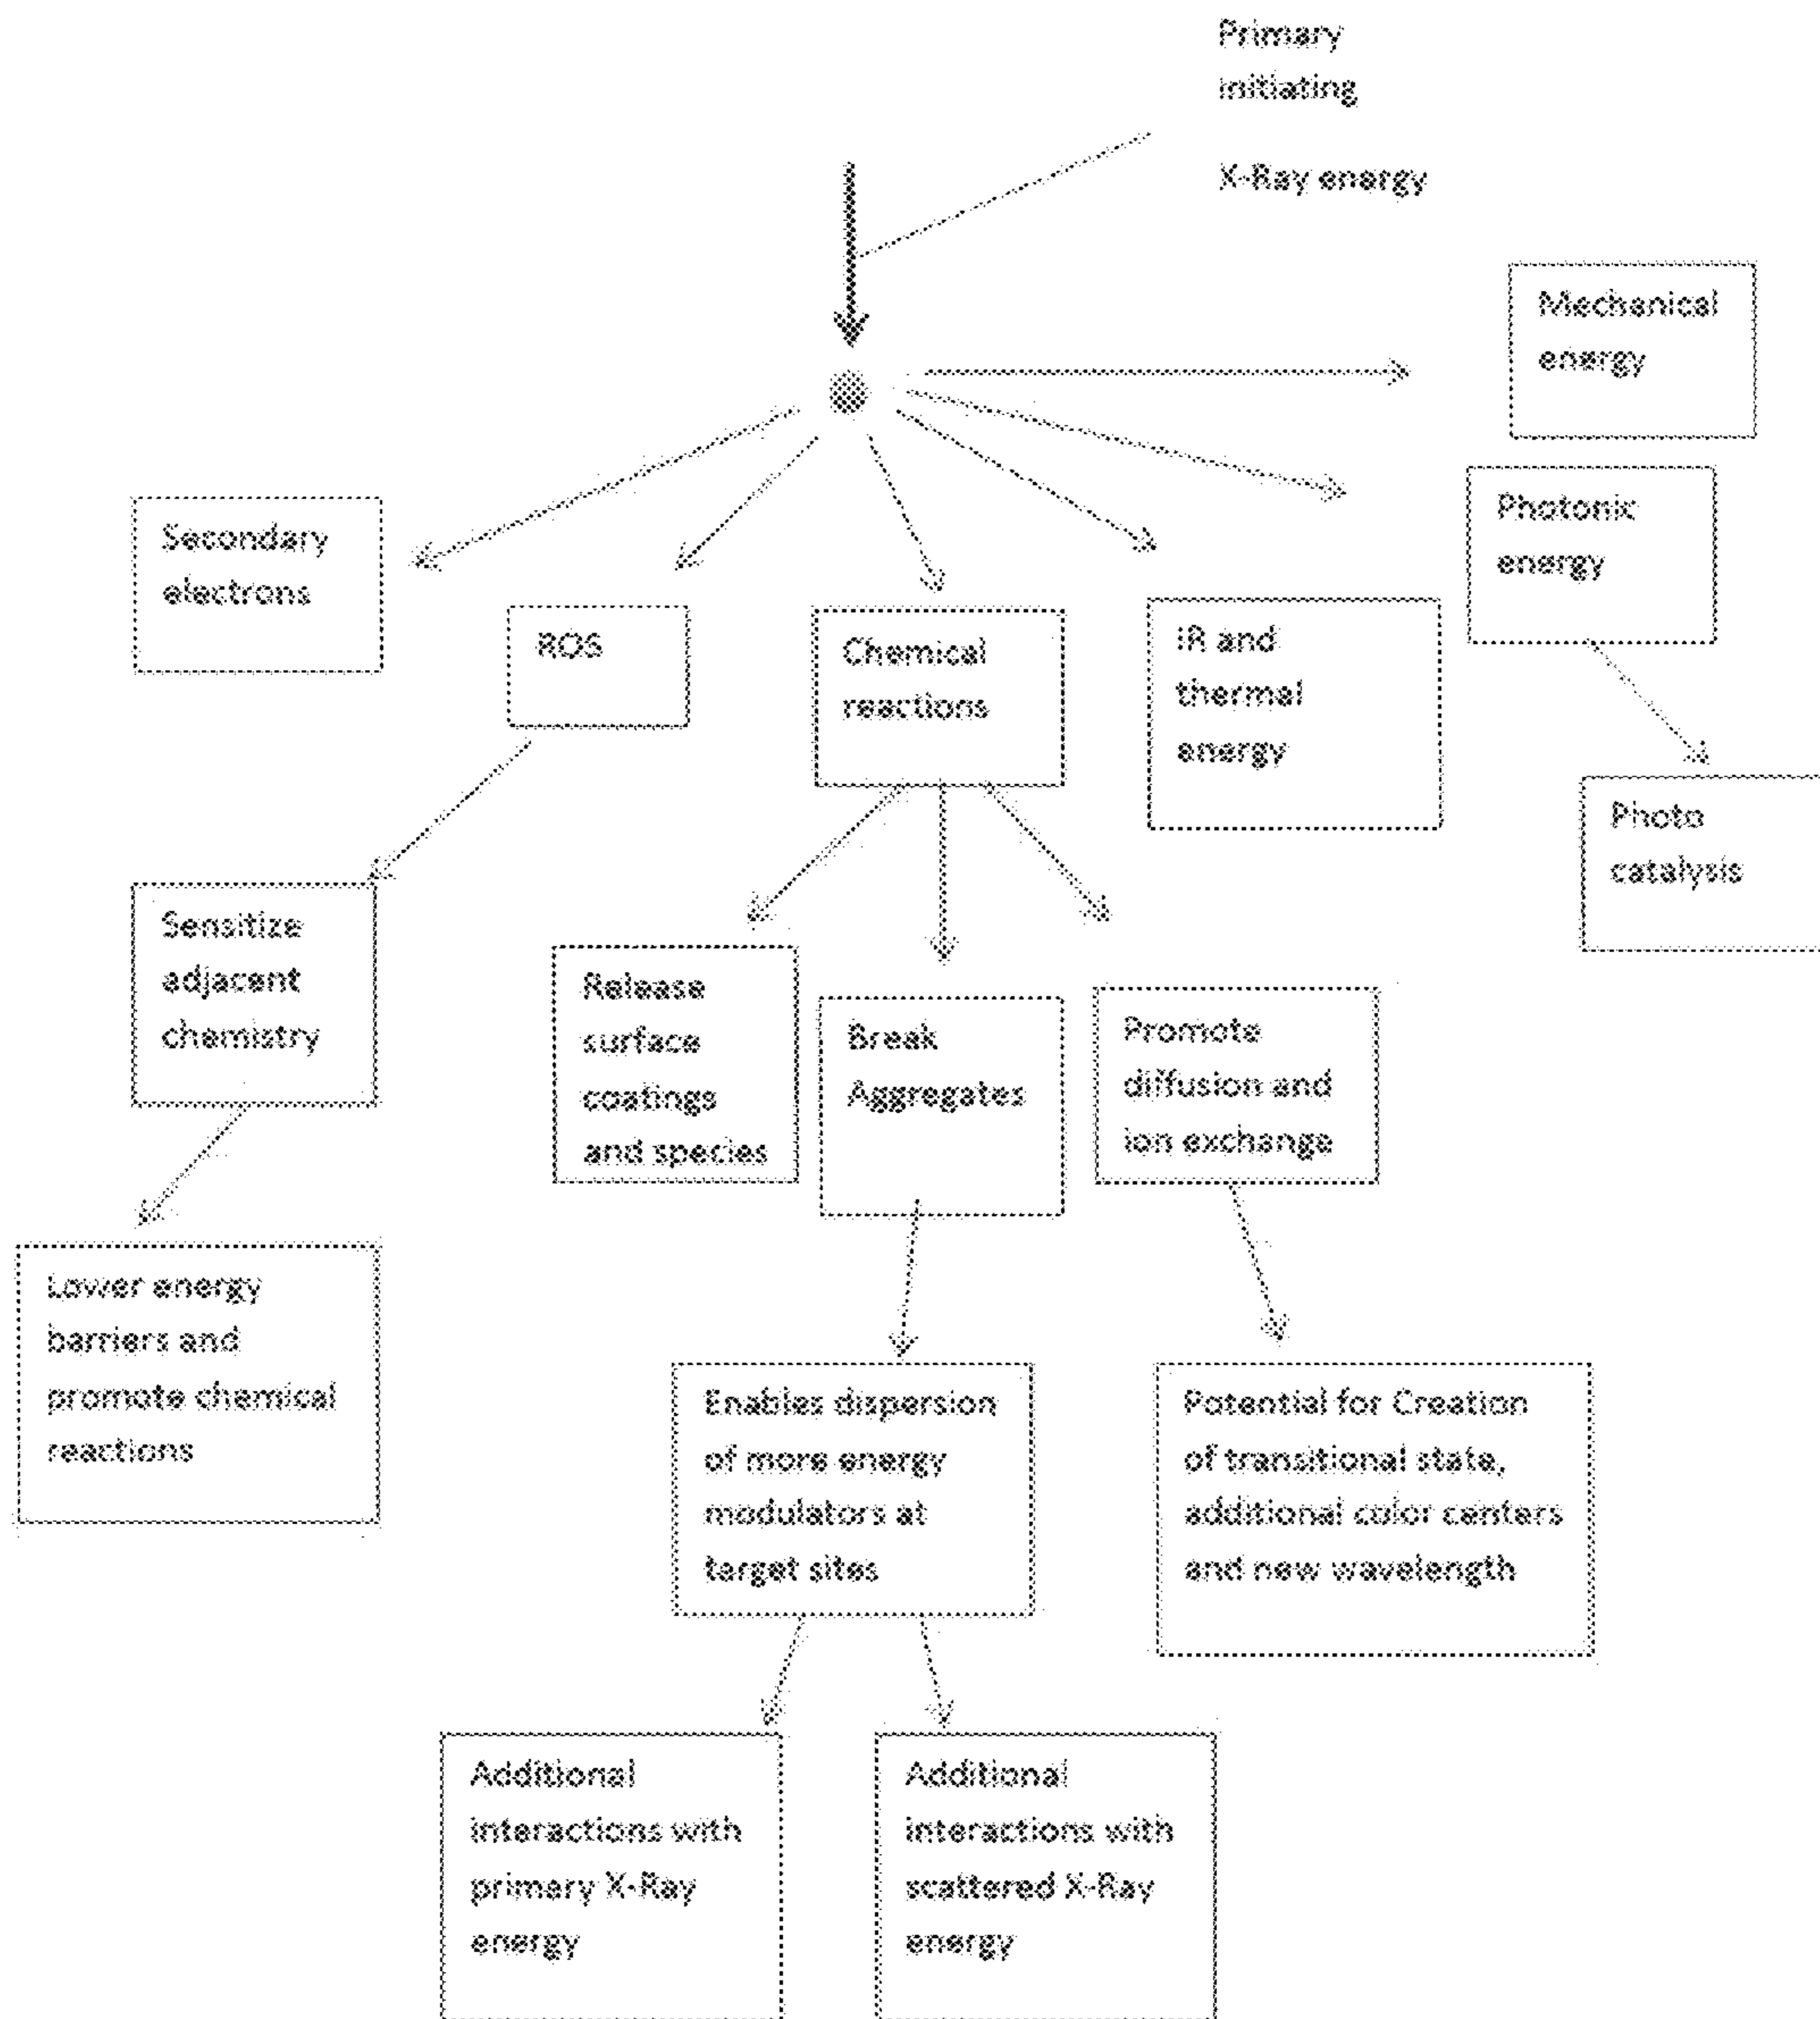 Primary
initiating
X-Ray energy
Mechanical
energy
Photonic
energy
Secondary
electrons
ROS
Chemical
reactions
IR and
thermal
energy
Photo
catalysis
Sensitize
adjacent
chemistry
Release
surface
coatings
and species
Break
Aggregates
Promote
diffusion and
ion exchange
Lower energy
barriers and
promote chemical
reactions
Enables dispersion
of more energy
modulators at
target sites
Potential for Creation
of transitional state,
additional color centers
and new wavelength
Additional
interactions with
primary X-Ray
energy
Additional
interactions with
scattered X-Ray
energy